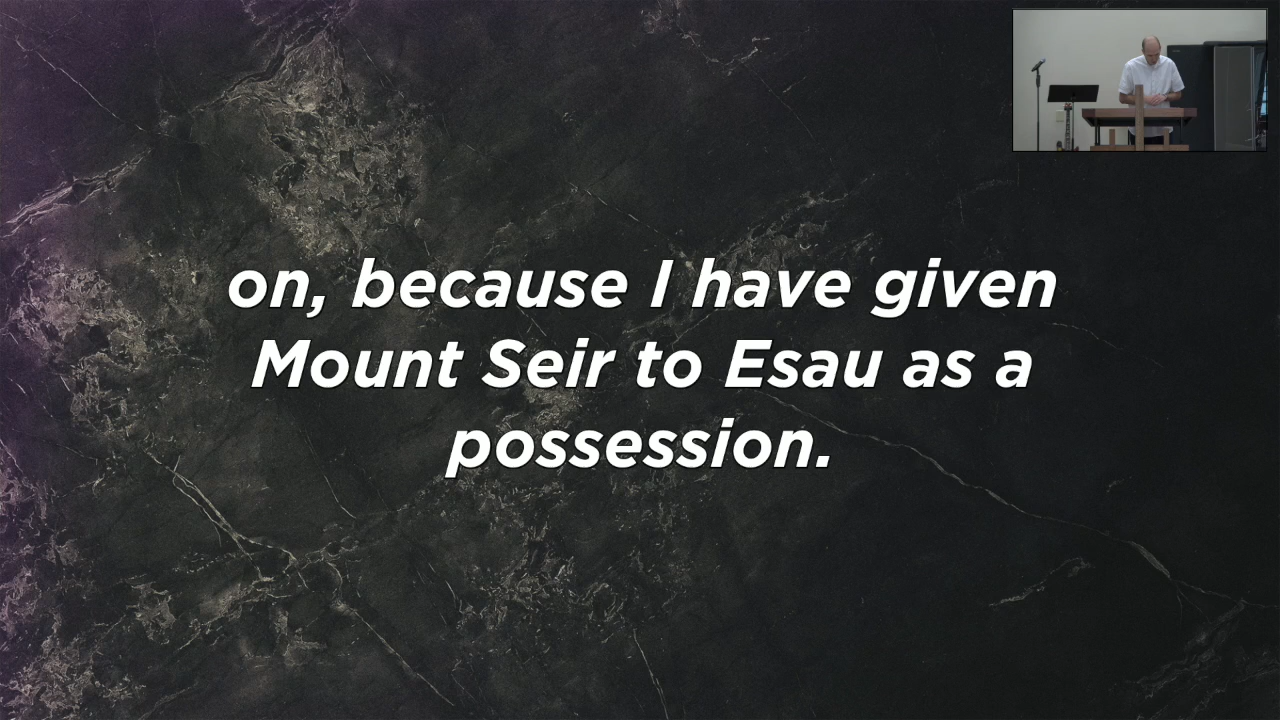 on, because I have given
Mount Seir to Esau as a
possession.